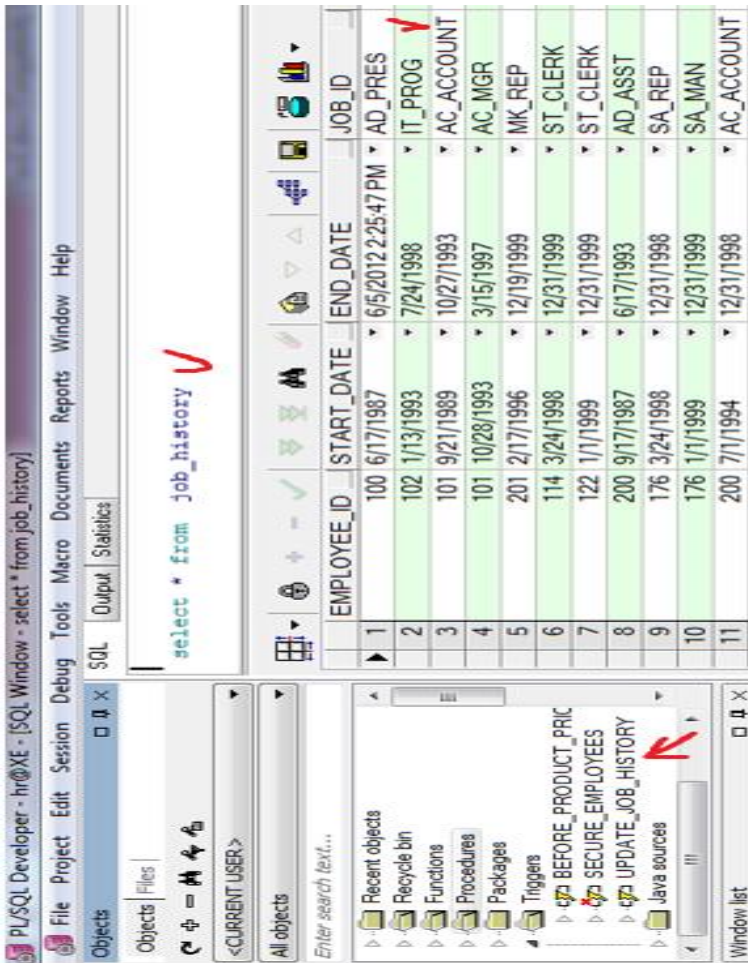 PL/SQL Developer - hr@XE - [SQL Window - select * from job_history]
File Project Edit Session Debug Tools Macro Documents Reports Window Help
Objects
Objects Files
<CURRENT USER>
All objects
Enter search text...
Recent objects
Recycle bin
Functions
Procedures
Packages
Triggers
BEFORE_PRODUCT_PRIC
SECURE_EMPLOYEES
UPDATE_JOB_HISTORY
Java sources
Window list
SQL Output Statistics
select * from job_history
EMPLOYEE_ID START_DATE END_DATE JOB_ID
1 100 6/17/1987 6/5/2012 2:25:47 PM AD_PRES
2 102 1/13/1993 7/24/1998 IT_PROG
3 101 9/21/1989 10/27/1993 AC_ACCOUNT
4 101 10/28/1993 3/15/1997 AC_MGR
5 201 2/17/1996 12/19/1999 MK_REP
6 114 3/24/1998 12/31/1999 ST_CLERK
7 122 1/1/1999 12/31/1999 ST_CLERK
8 200 9/17/1987 6/17/1993 AD_ASST
9 176 3/24/1998 12/31/1998 SA_REP
10 176 1/1/1999 12/31/1999 SA_MAN
11 200 7/1/1994 12/31/1998 AC_ACCOUNT